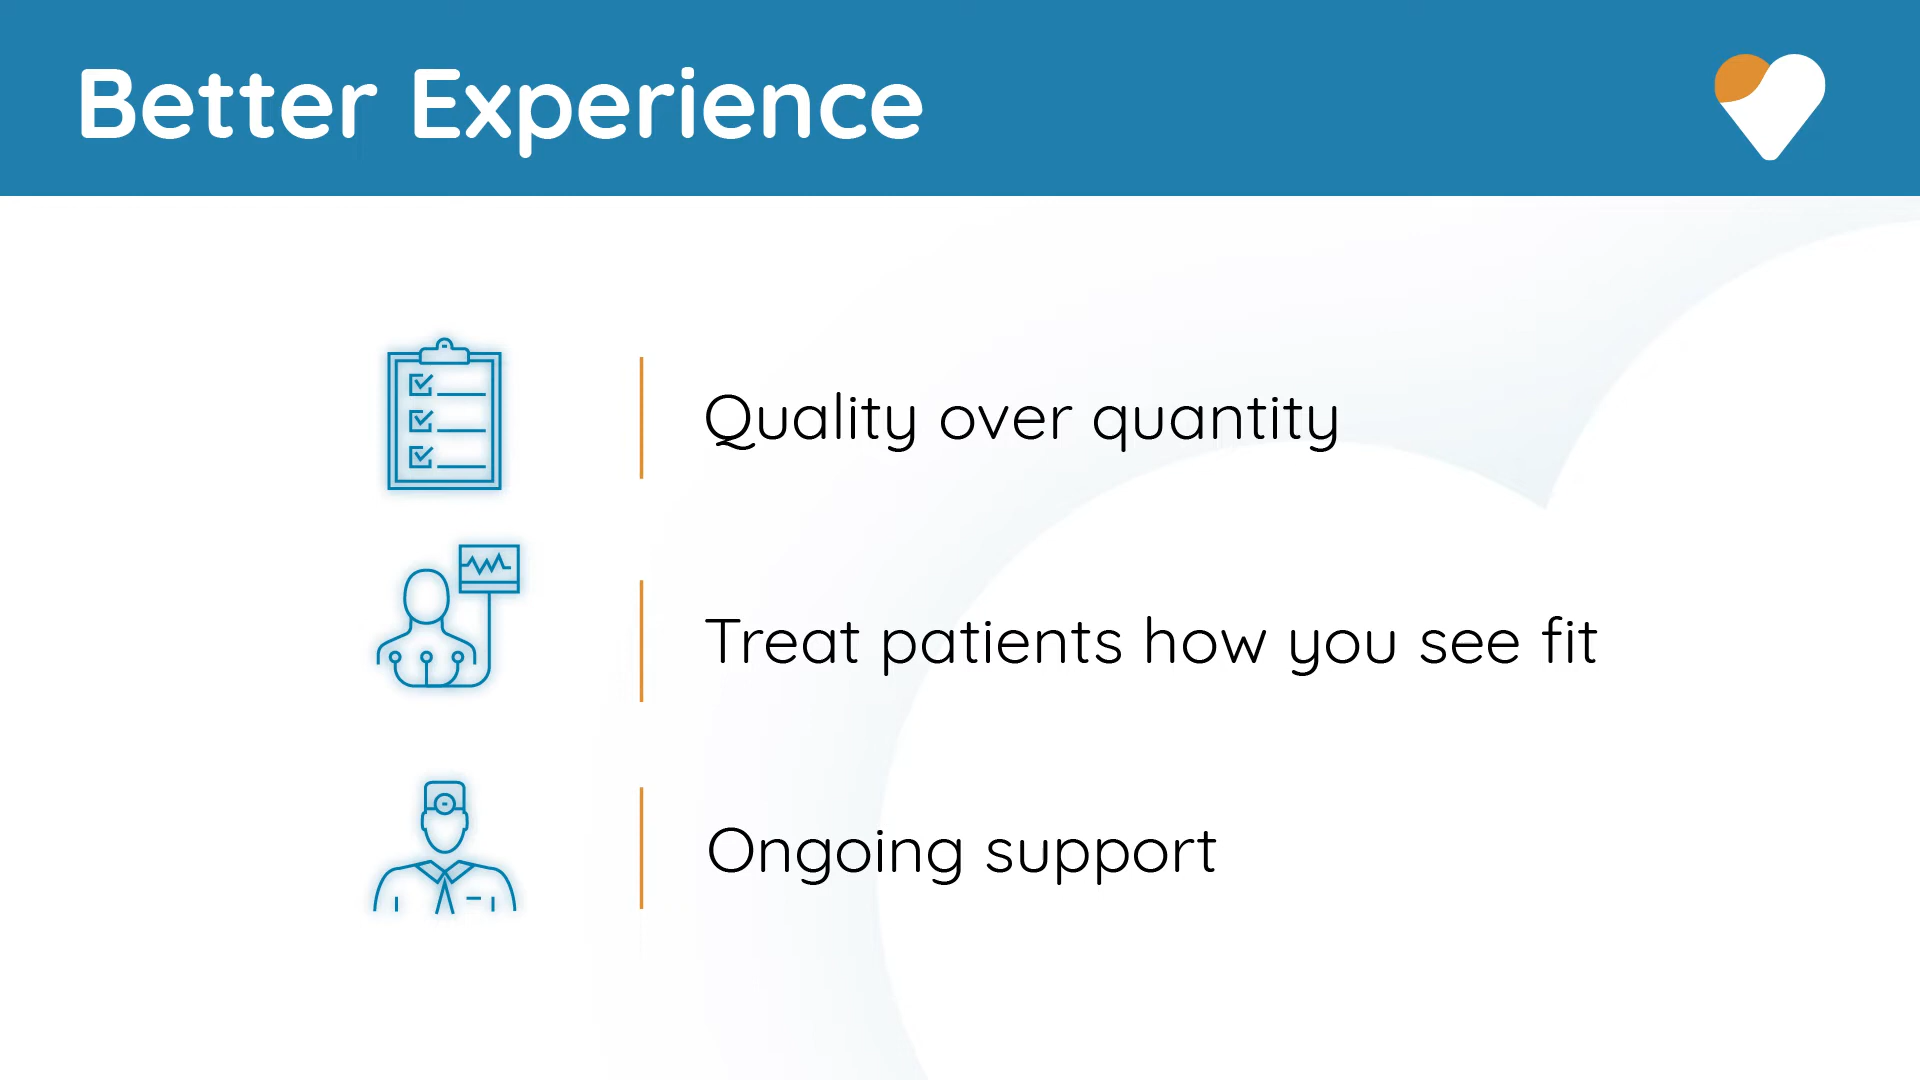 Better Experience
Quality over quantity
Treat patients how you see fit
Ongoing support